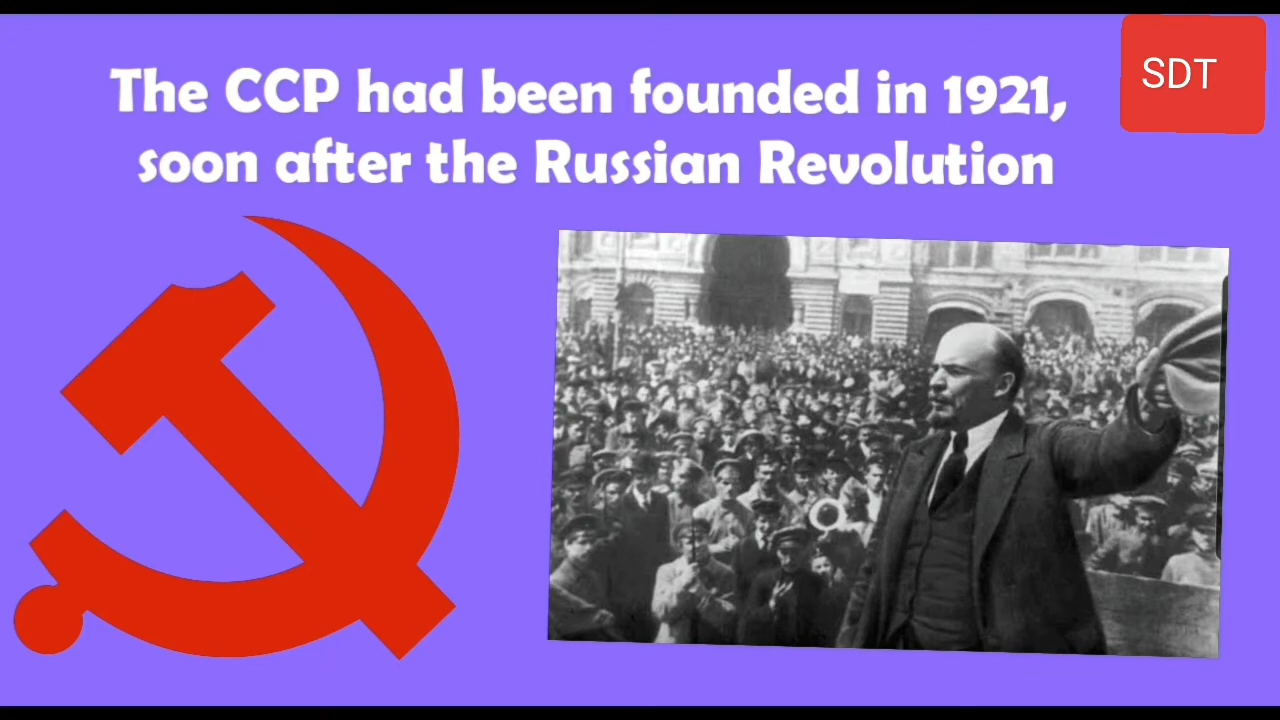 The CCP had been founded in 1921,
soon after the Russian Revolution
SDT